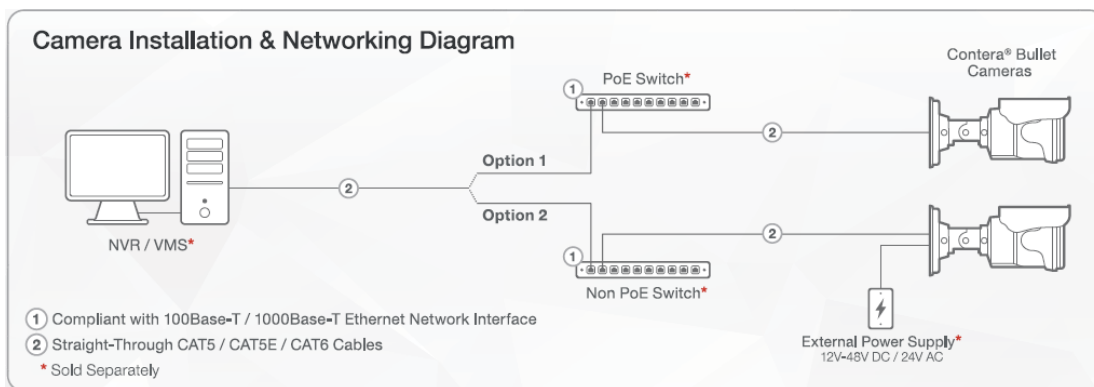 Camera Installation & Networking Diagram
Contera® Bullet
Cameras
PoE Switch*
1
2
Option 1
2
Option 2
NVR / VMS*
2
1
Non PoE Switch*
External Power Supply*
12V-48V DC / 24V AC
1 Compliant with 100Base-T / 1000Base-T Ethernet Network Interface
2 Straight-Through CAT5 / CAT5E / CAT6 Cables
* Sold Separately